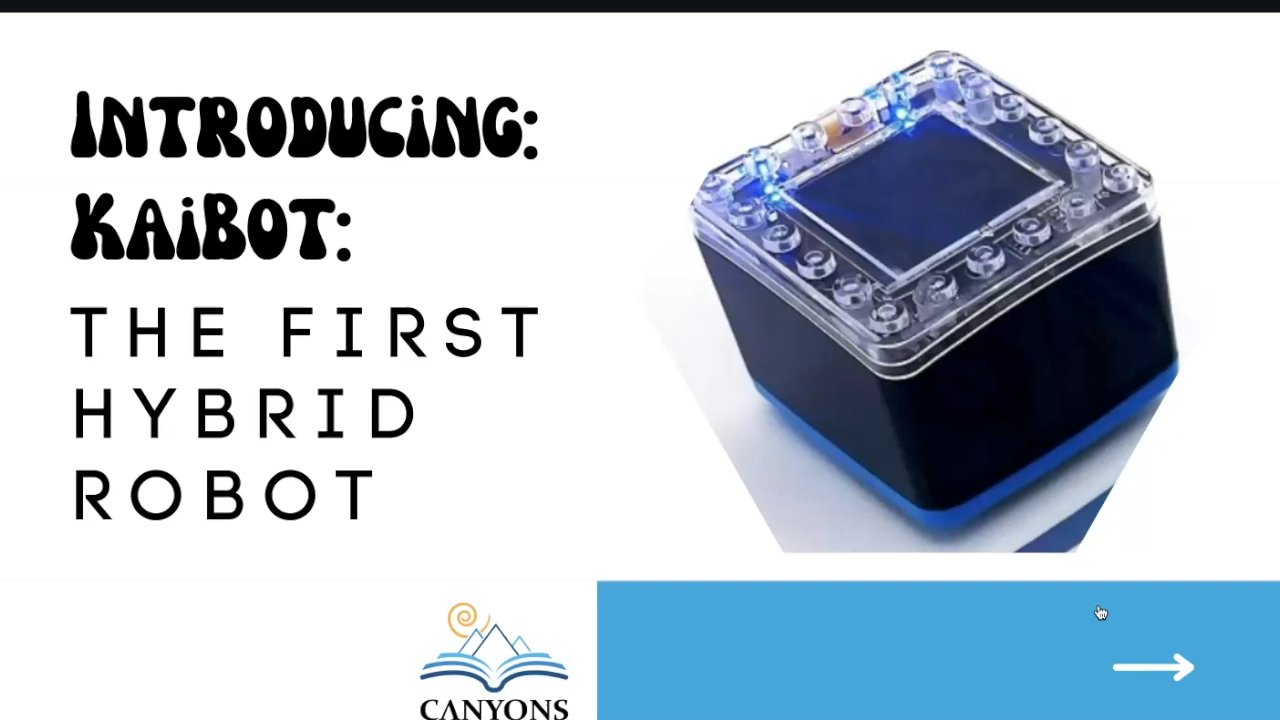 INTRODUCiNG:
KAiBOT:
THE FIRST
HYBRID
ROBOT
CANYONS